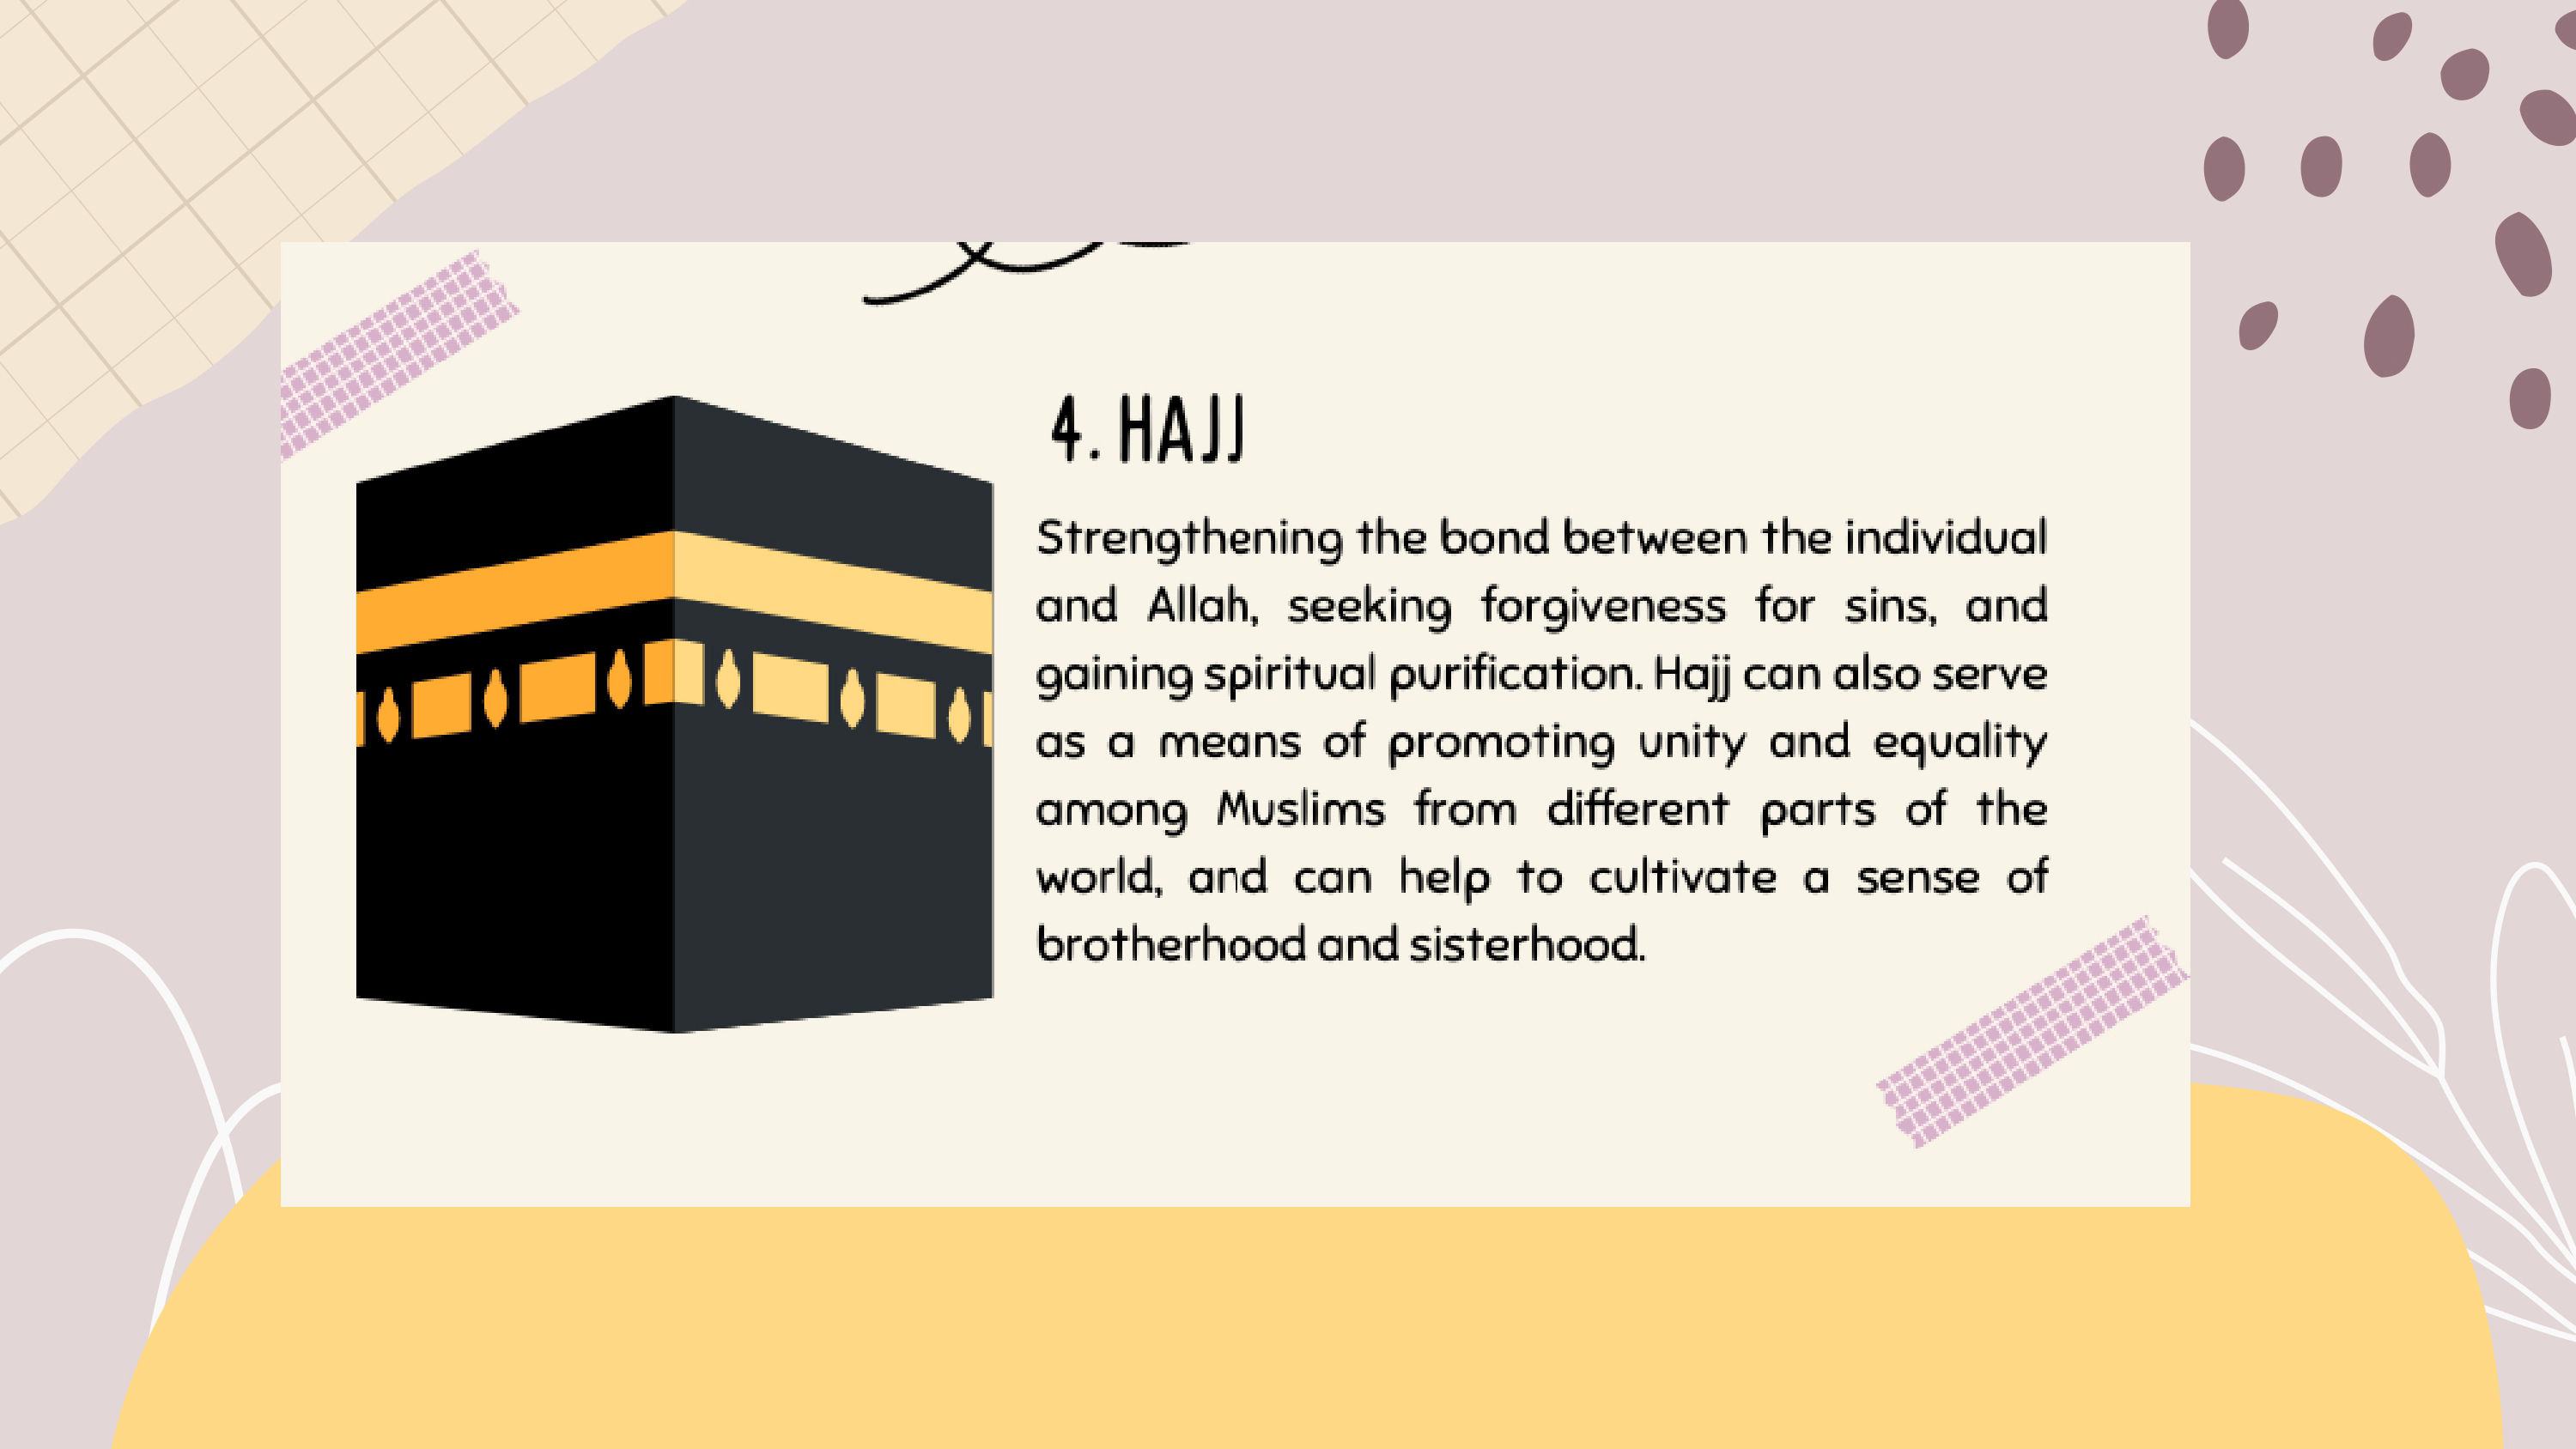 4. HAJJ
Strengthening the bond between the individual
and Allah, seeking forgiveness for sins, and
gaining spiritual purification. Hajj can also serve
as a means of promoting unity and equality
among Muslims from different parts of the
world, and can help to cultivate a sense of
brotherhood and sisterhood.